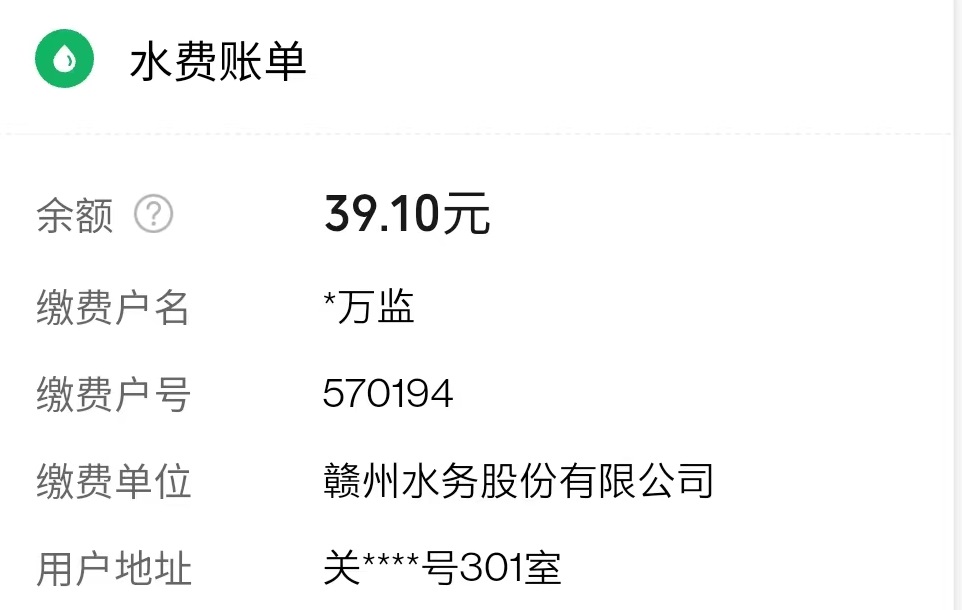 水费账单
余额 ? 39.10元
缴费户名 *万监
缴费户号 570194
缴费单位 赣州水务股份有限公司
用户地址 关****号301室